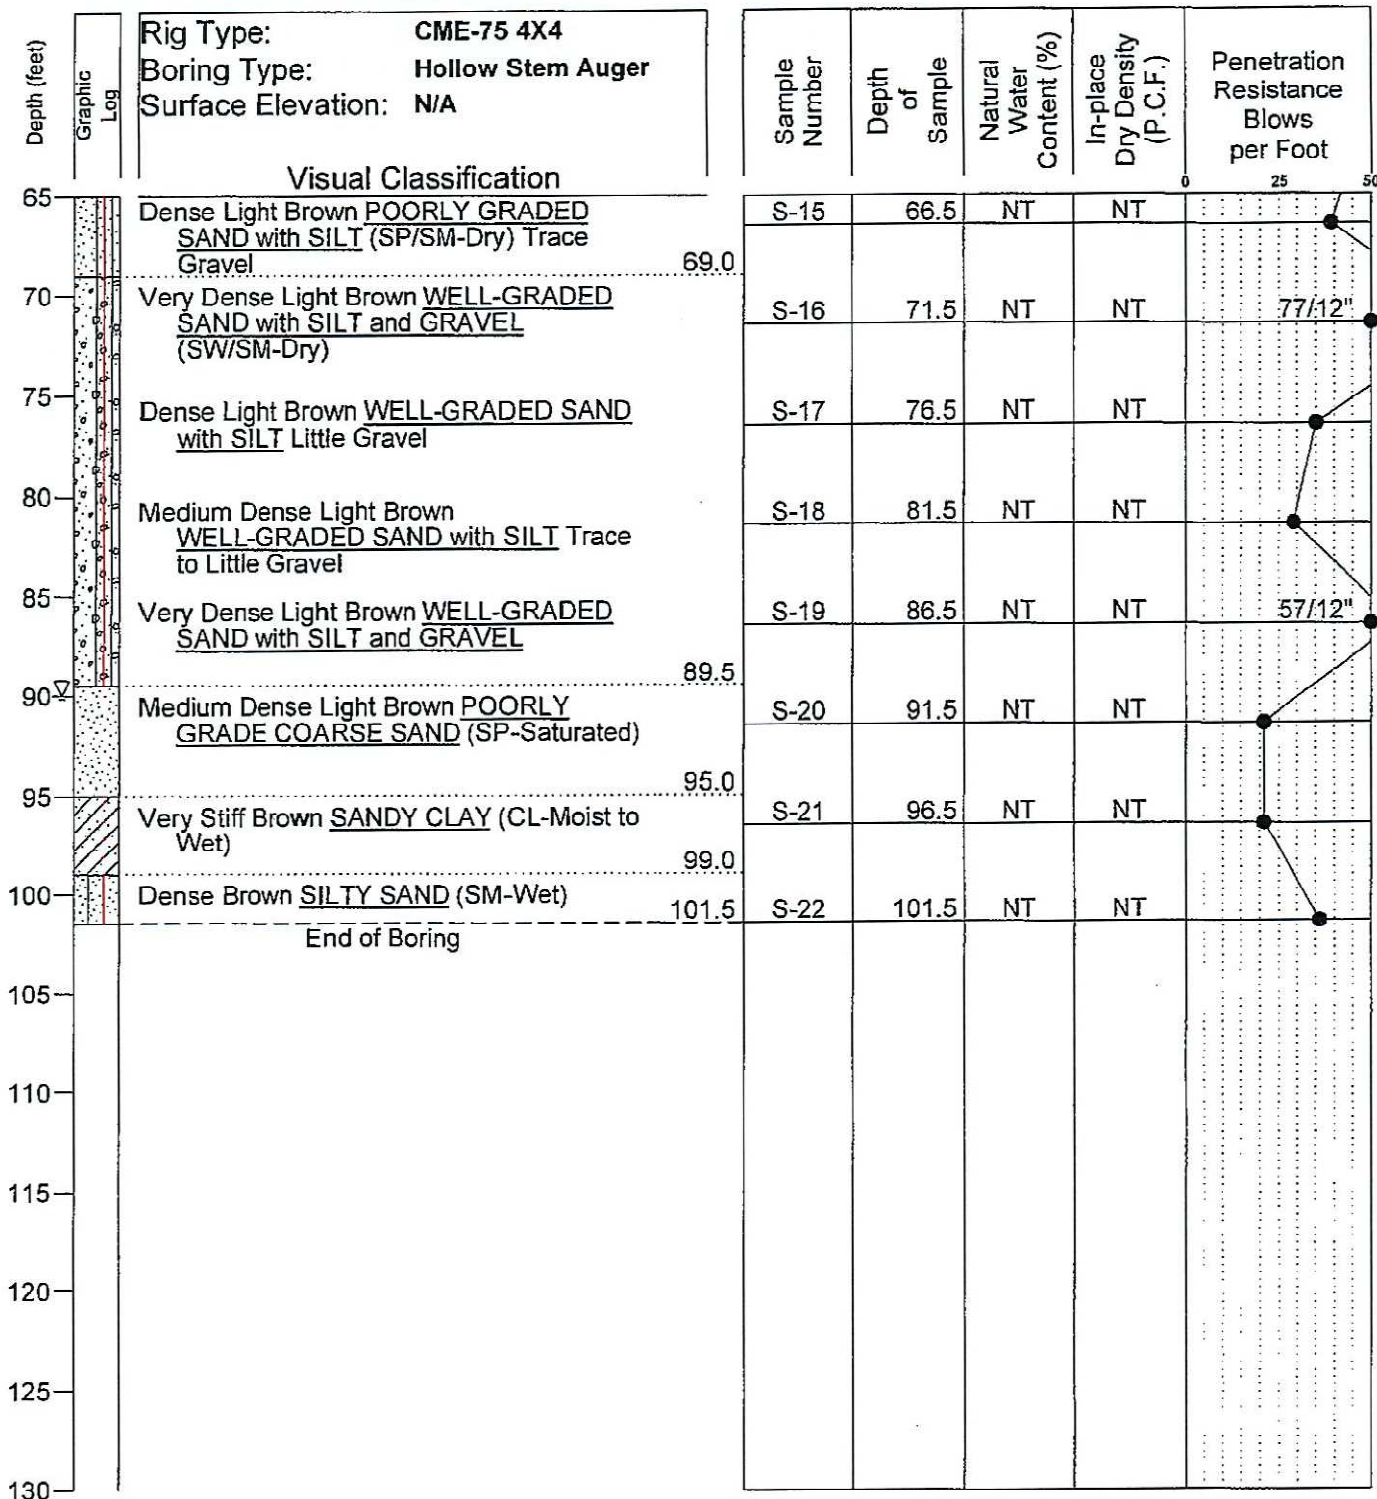 Depth (feet)
Graphic
Log
Rig Type: CME-75 4X4
Boring Type: Hollow Stem Auger
Surface Elevation: N/A
Visual Classification
Sample
Number
Depth
of
Sample
Natural
Water
Content (%)
In-place
Dry Density
(P.C.F.)
Penetration
Resistance
Blows
per Foot
0 25 50
65
Dense Light Brown POORLY GRADED
SAND with SILT (SP/SM-Dry) Trace
Gravel
69.0
S-15 66.5 NT NT
70
Very Dense Light Brown WELL-GRADED
SAND with SILT and GRAVEL
(SW/SM-Dry)
S-16 71.5 NT NT 77/12"
75
Dense Light Brown WELL-GRADED SAND
with SILT Little Gravel
S-17 76.5 NT NT
80
Medium Dense Light Brown
WELL-GRADED SAND with SILT Trace
to Little Gravel
S-18 81.5 NT NT
85
Very Dense Light Brown WELL-GRADED
SAND with SILT and GRAVEL
89.5
S-19 86.5 NT NT 57/12"
90
Medium Dense Light Brown POORLY
GRADE COARSE SAND (SP-Saturated)
95.0
S-20 91.5 NT NT
95
Very Stiff Brown SANDY CLAY (CL-Moist to
Wet)
99.0
S-21 96.5 NT NT
100
Dense Brown SILTY SAND (SM-Wet)
101.5
S-22 101.5 NT NT
End of Boring
105
110
115
120
125
130